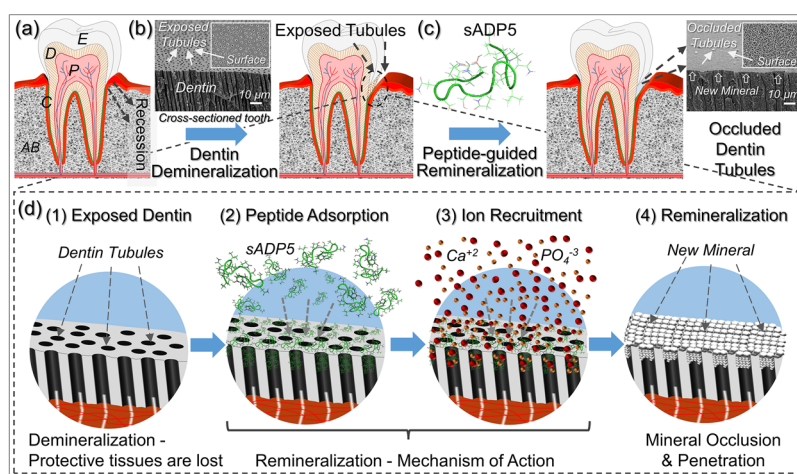 (a)
E
D
P
C
AB
Recession
(b)
Exposed
Tubules
Surface
Dentin
10 µm
Cross-sectioned tooth
Dentin
Demineralization
Exposed Tubules
(c)
sADP5
Peptide-guided
Remineralization
Occluded
Tubules
Surface
New Mineral
10 µm
Occluded
Dentin
Tubules
(d)
(1) Exposed Dentin
(2) Peptide Adsorption
(3) Ion Recruitment
(4) Remineralization
Dentin Tubules
sADP5
Ca+2
PO4-3
New Mineral
Demineralization -
Protective tissues are lost
Remineralization - Mechanism of Action
Mineral Occlusion
& Penetration